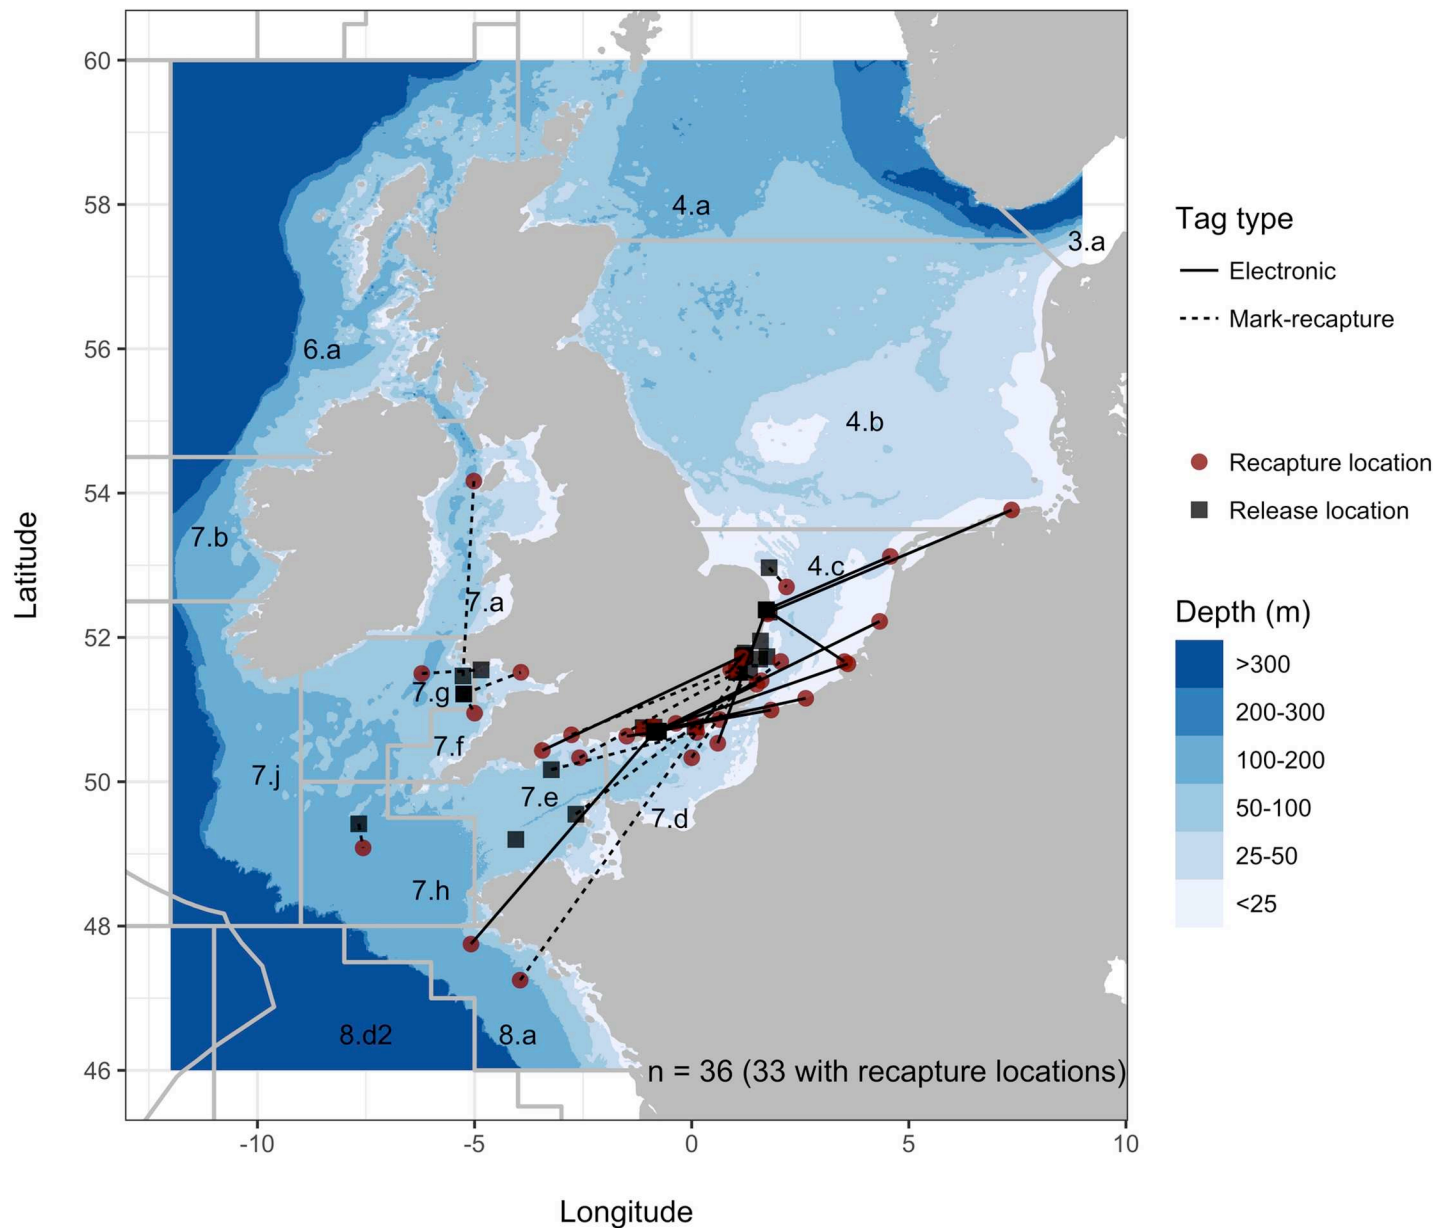 60
58
56
54
52
50
48
46
Latitude
-10
-5
0
5
10
Longitude
4.a
3.a
6.a
4.b
7.b
4.c
7.a
7.g
7.f
7.j
7.e
7.d
7.h
8.d2
8.a
n = 36 (33 with recapture locations)
Tag type
Electronic
Mark-recapture
Recapture location
Release location
Depth (m)
>300
200-300
100-200
50-100
25-50
<25